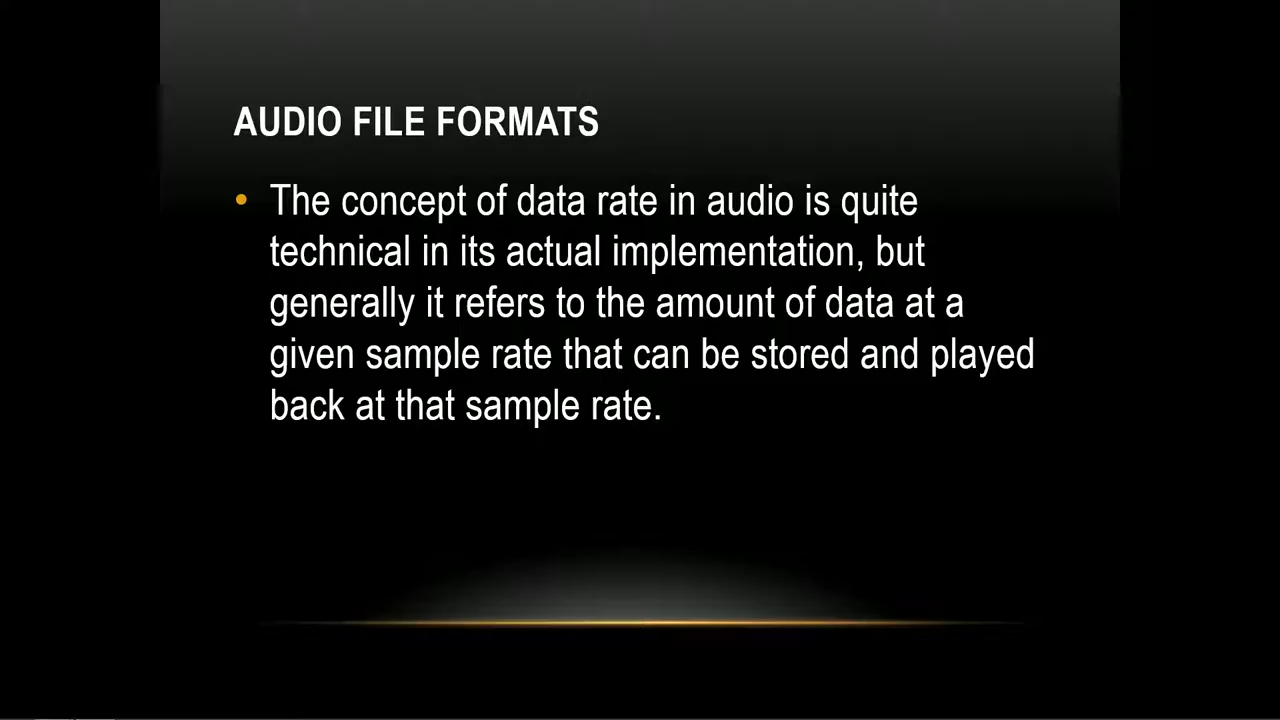 AUDIO FILE FORMATS
• The concept of data rate in audio is quite
technical in its actual implementation, but
generally it refers to the amount of data at a
given sample rate that can be stored and played
back at that sample rate.